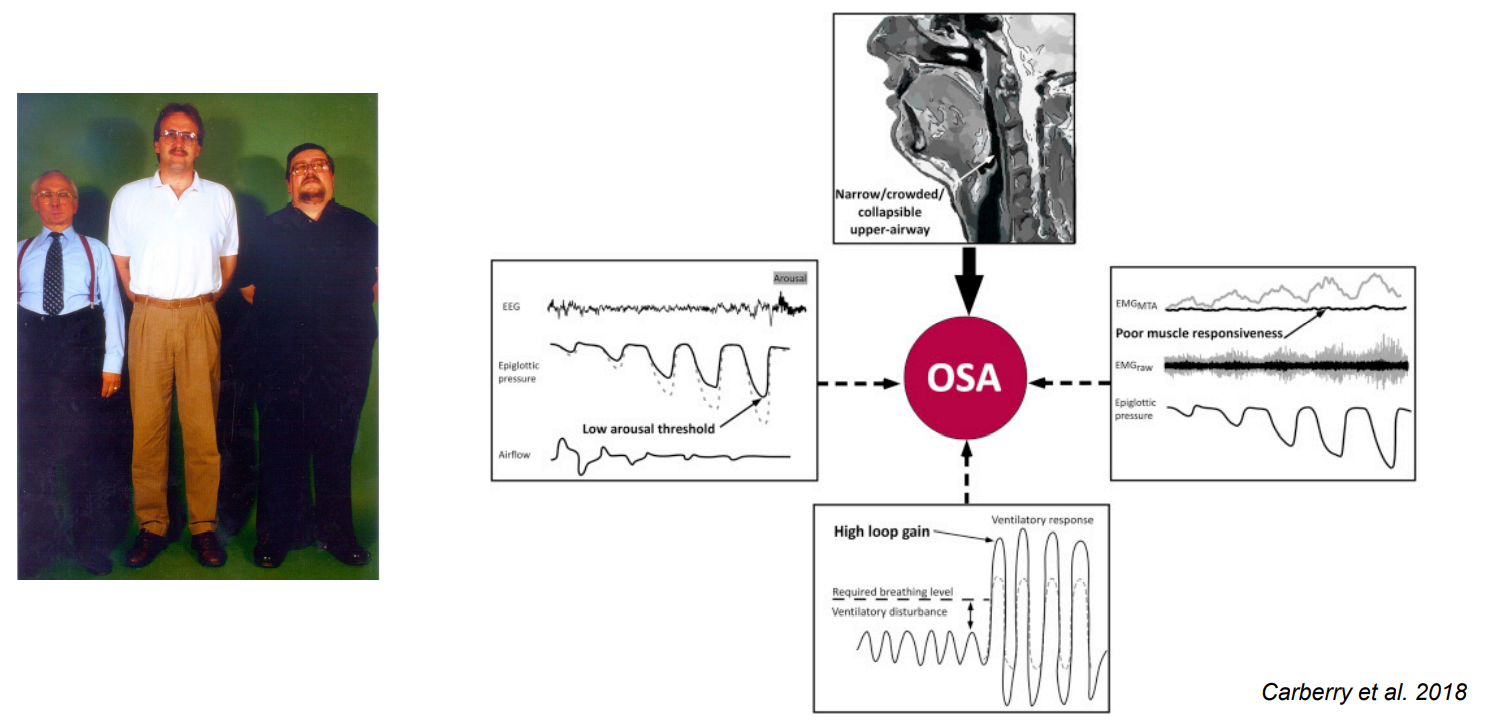 Narrow/crowded/
collapsible
upper-airway
Arousal
EEG
Epiglottic
pressure
Low arousal threshold
Airflow
OSA
EMGMTA
Poor muscle responsiveness
EMGraw
Epiglottic
pressure
Ventilatory response
High loop gain
Required breathing level
Ventilatory disturbance
Carberry et al. 2018